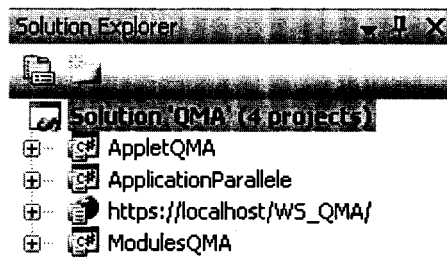 Solution Explorer
Solution 'QMA' (4 projects)
AppletQMA
ApplicationParallele
https://localhost/WS_QMA/
ModulesQMA